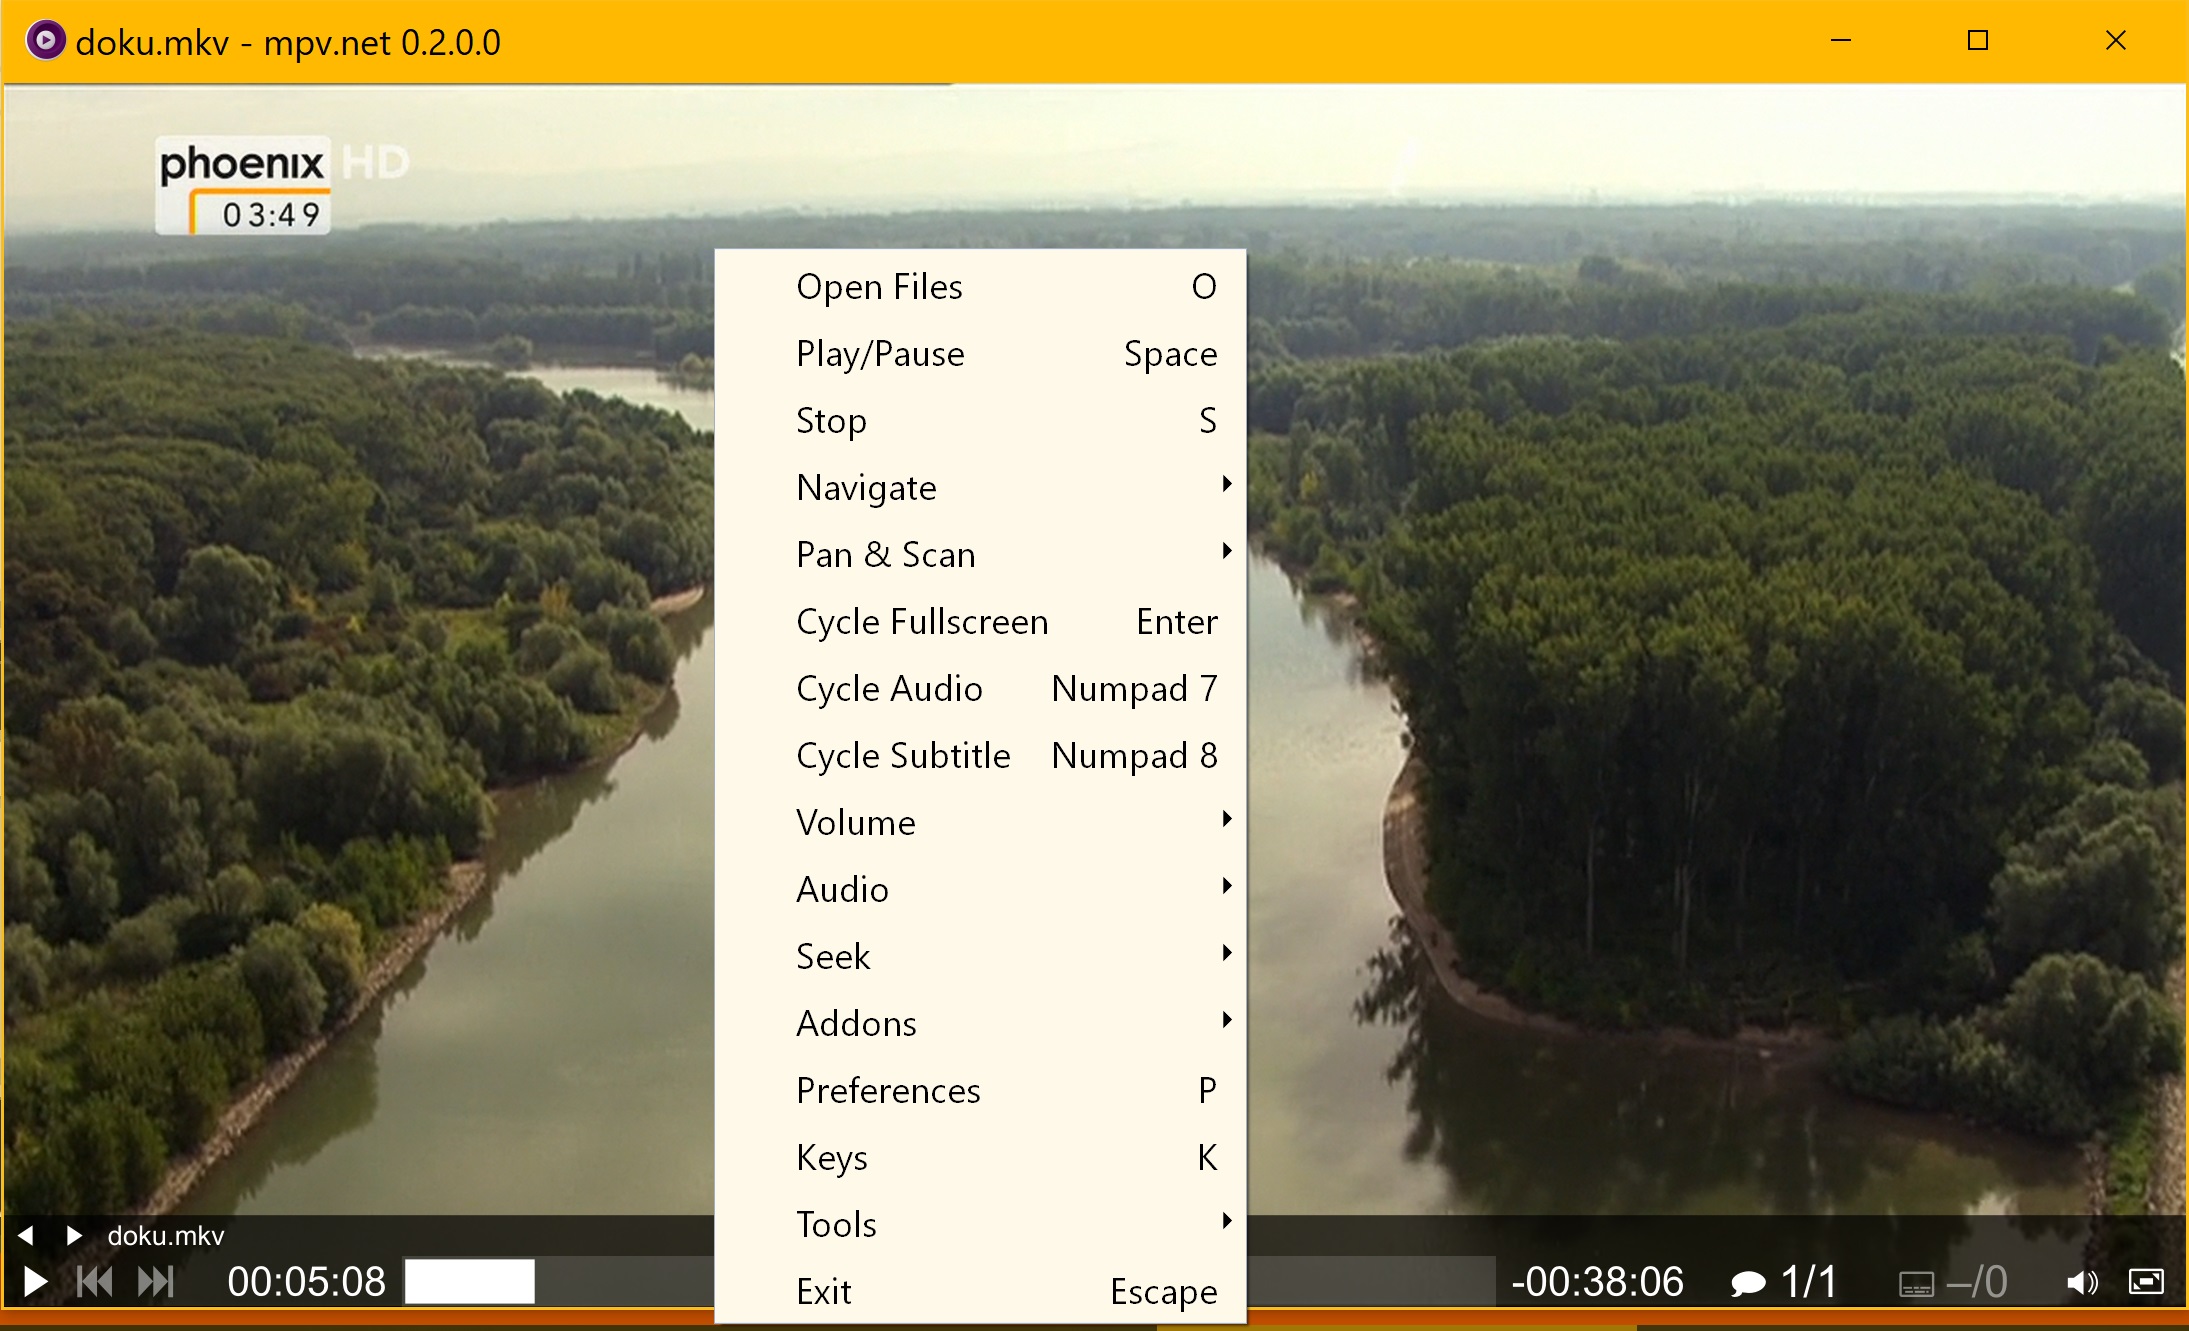 doku.mkv - mpv.net 0.2.0.0
phoenix HD
03:49
Open Files O
Play/Pause Space
Stop S
Navigate
Pan & Scan
Cycle Fullscreen Enter
Cycle Audio Numpad 7
Cycle Subtitle Numpad 8
Volume
Audio
Seek
Addons
Preferences P
Keys K
Tools
Exit Escape
doku.mkv
00:05:08 -00:38:06 1/1 –/0